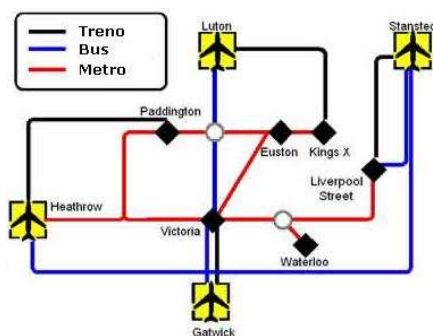 Treno
Bus
Metro
Luton
Stansted
Paddington
Euston
Kings X
Liverpool
Street
Heathrow
Victoria
Waterloo
Gatwick